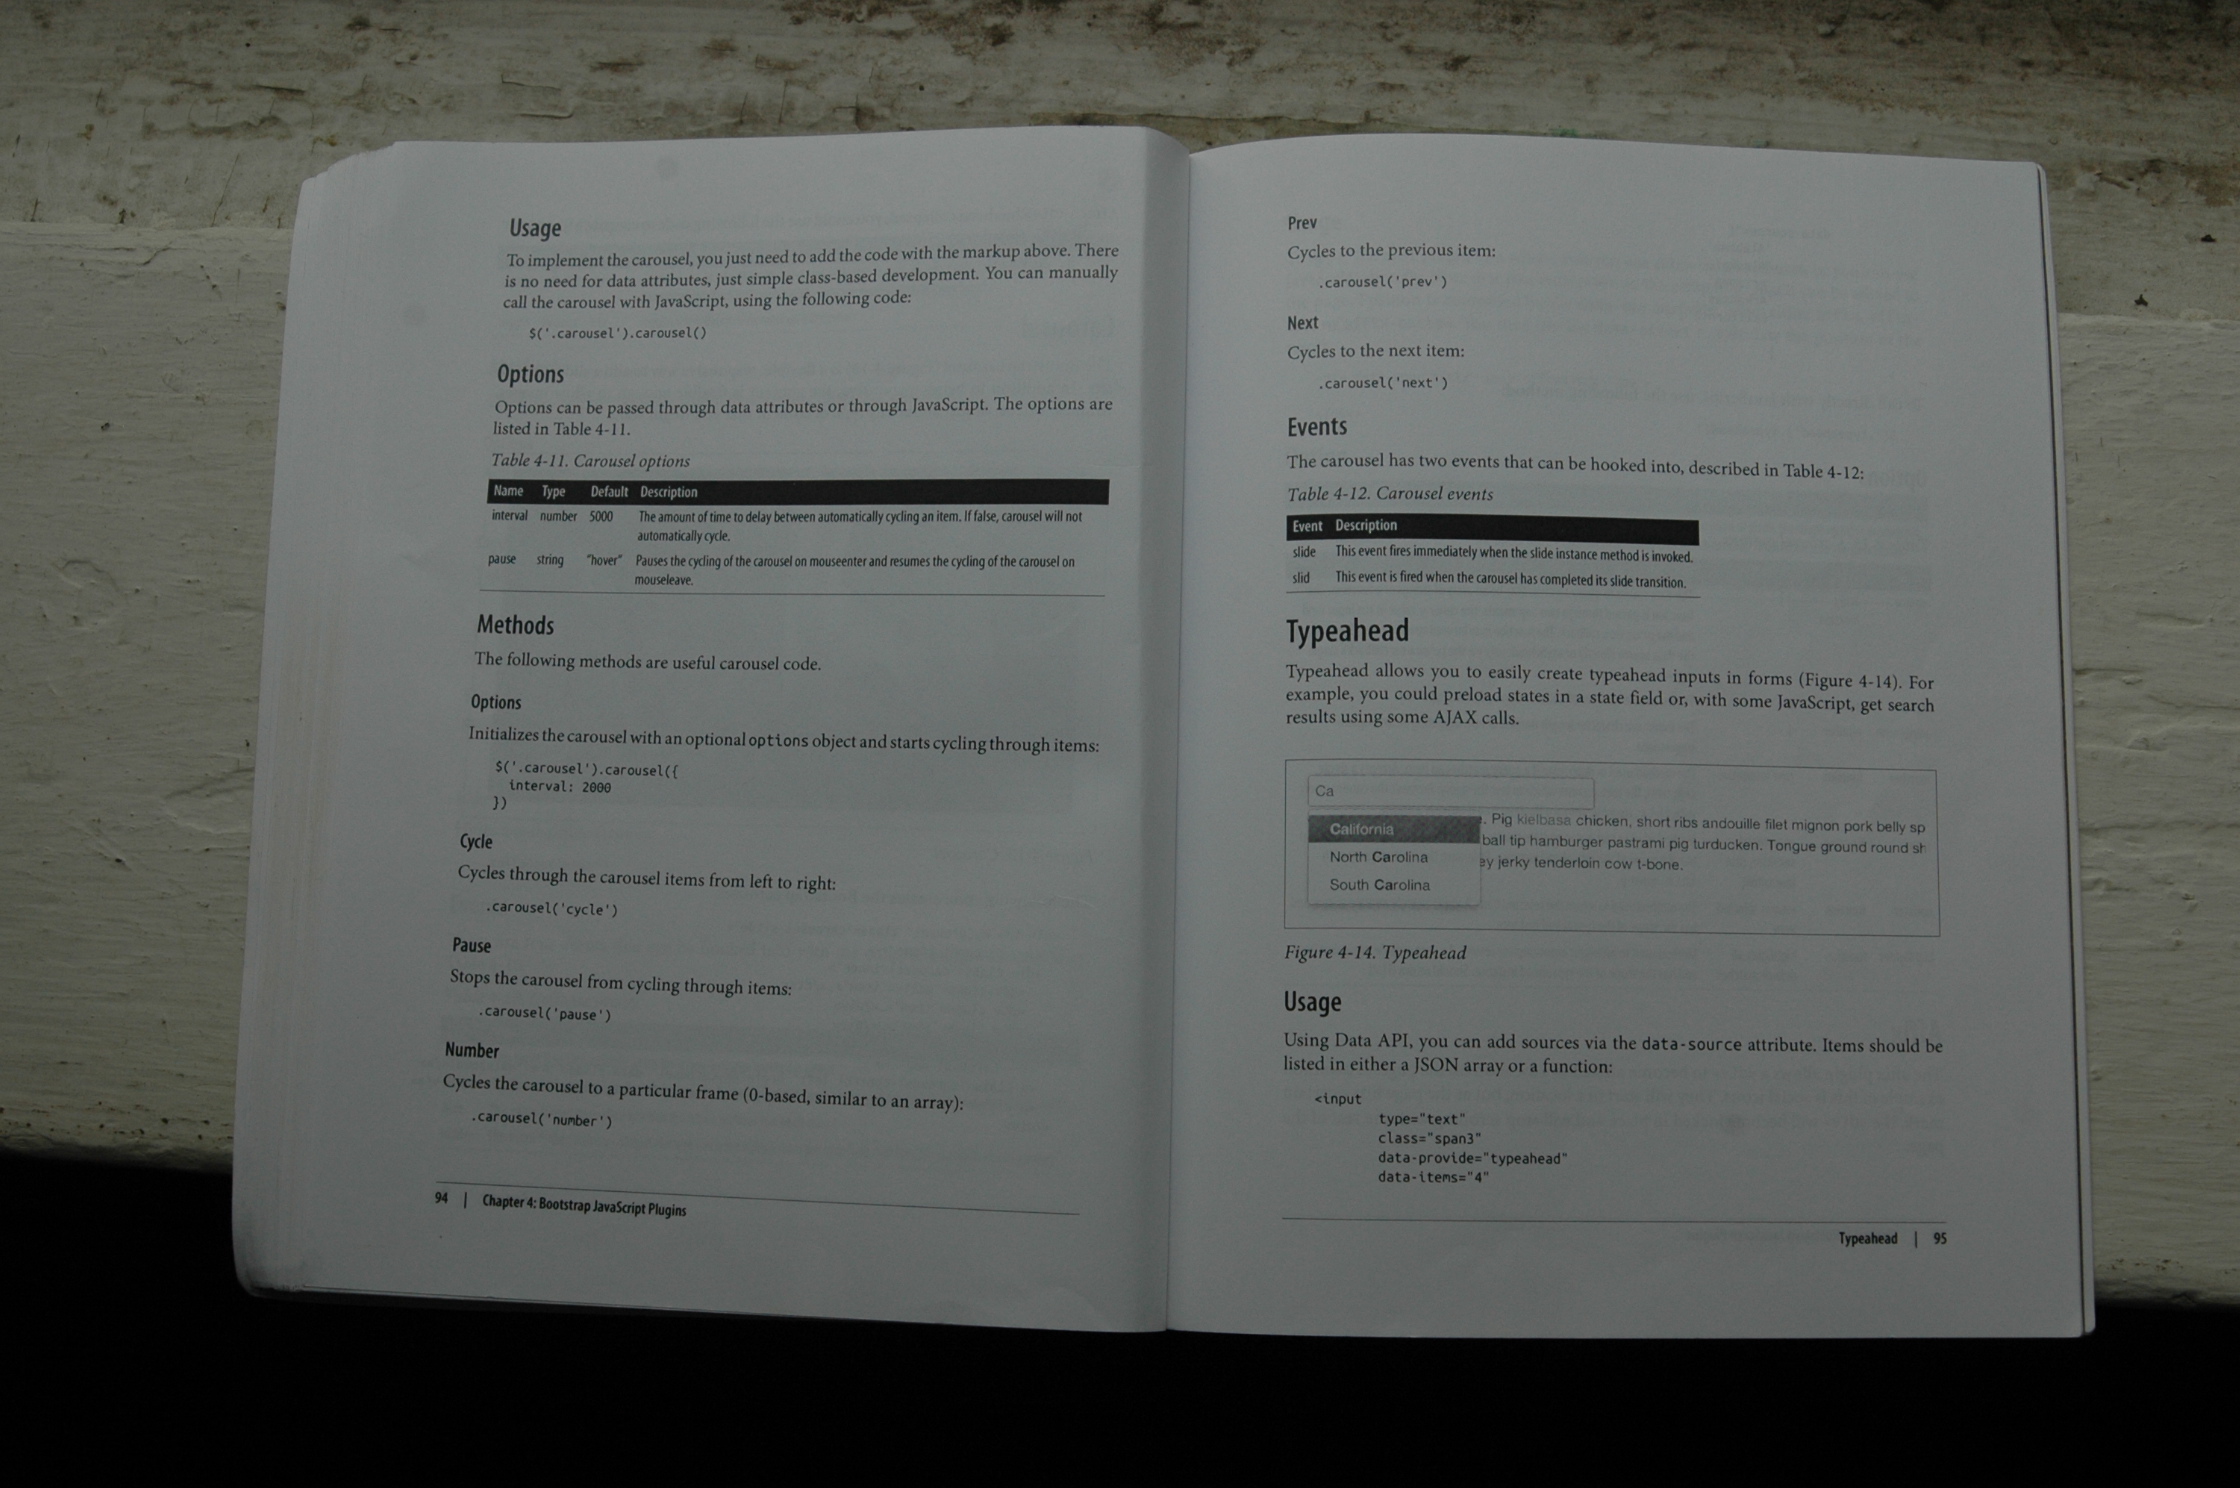 Usage
To implement the carousel, you just need to add the code with the markup above. There
is no need for data attributes, just simple class-based development. You can manually
call the carousel with JavaScript, using the following code:
$('.carousel').carousel()
Options
Options can be passed through data attributes or through JavaScript. The options are
listed in Table 4-11.
Table 4-11. Carousel options
Name Type Default Description
interval number 5000 The amount of time to delay between automatically cycling an item. If false, carousel will not
automatically cycle.
pause string "hover" Pauses the cycling of the carousel on mouseenter and resumes the cycling of the carousel on
mouseleave.
Methods
The following methods are useful carousel code.
Options
Initializes the carousel with an optional options object and starts cycling through items:
$('.carousel').carousel({
interval: 2000
})
Cycle
Cycles through the carousel items from left to right:
.carousel('cycle')
Pause
Stops the carousel from cycling through items:
.carousel('pause')
Number
Cycles the carousel to a particular frame (0-based, similar to an array):
.carousel('number')
94 | Chapter 4: Bootstrap JavaScript Plugins
Prev
Cycles to the previous item:
.carousel('prev')
Next
Cycles to the next item:
.carousel('next')
Events
The carousel has two events that can be hooked into, described in Table 4-12:
Table 4-12. Carousel events
Event Description
slide This event fires immediately when the slide instance method is invoked.
slid This event is fired when the carousel has completed its slide transition.
Typeahead
Typeahead allows you to easily create typeahead inputs in forms (Figure 4-14). For
example, you could preload states in a state field or, with some JavaScript, get search
results using some AJAX calls.
Ca
California
North Carolina
South Carolina
. Pig kielbasa chicken, short ribs andouille filet mignon pork belly sp
ball tip hamburger pastrami pig turducken. Tongue ground round sh
ey jerky tenderloin cow t-bone.
Figure 4-14. Typeahead
Usage
Using Data API, you can add sources via the data-source attribute. Items should be
listed in either a JSON array or a function:
<input
type="text"
class="span3"
data-provide="typeahead"
data-items="4"
Typeahead | 95